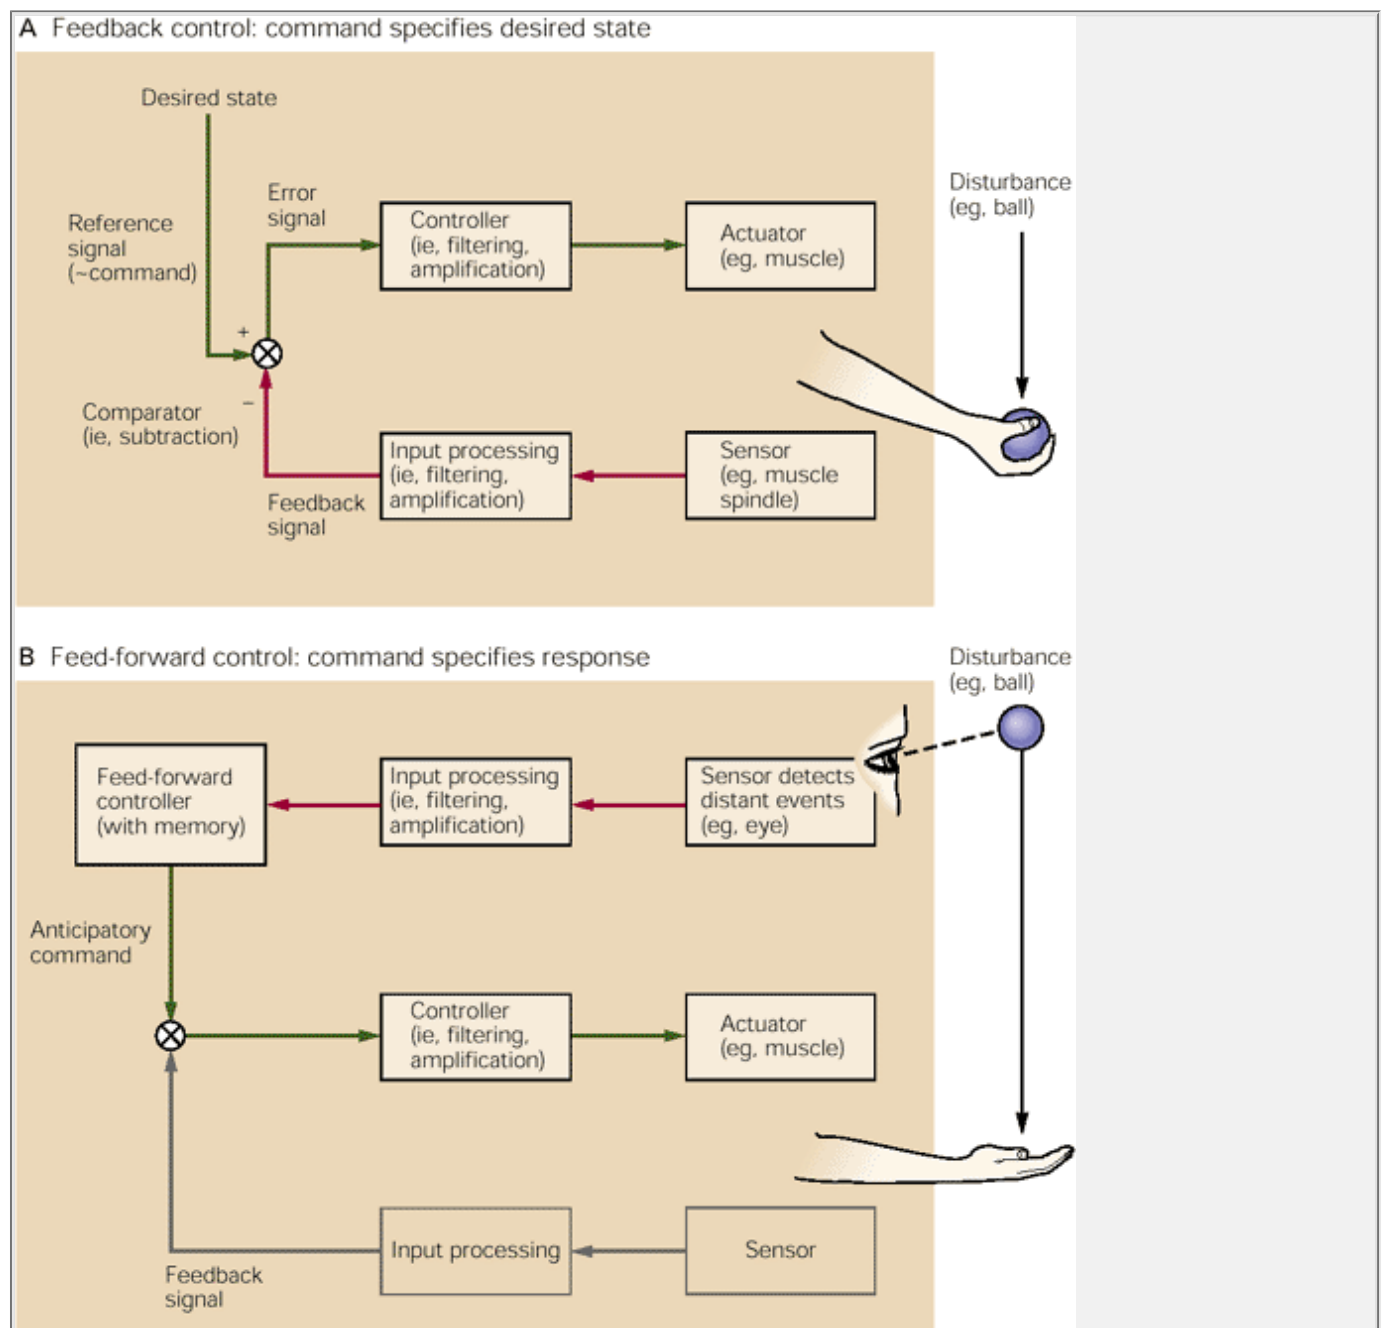 A Feedback control: command specifies desired state
Desired state
Disturbance
(eg, ball)
Error
signal
Reference
signal
(~command)
Controller
(ie, filtering,
amplification)
Actuator
(eg, muscle)
+
−
Comparator
(ie, subtraction)
Input processing
(ie, filtering,
amplification)
Sensor
(eg, muscle
spindle)
Feedback
signal
B Feed-forward control: command specifies response
Disturbance
(eg, ball)
Feed-forward
controller
(with memory)
Input processing
(ie, filtering,
amplification)
Sensor detects
distant events
(eg, eye)
Anticipatory
command
Controller
(ie, filtering,
amplification)
Actuator
(eg, muscle)
Input processing
Sensor
Feedback
signal